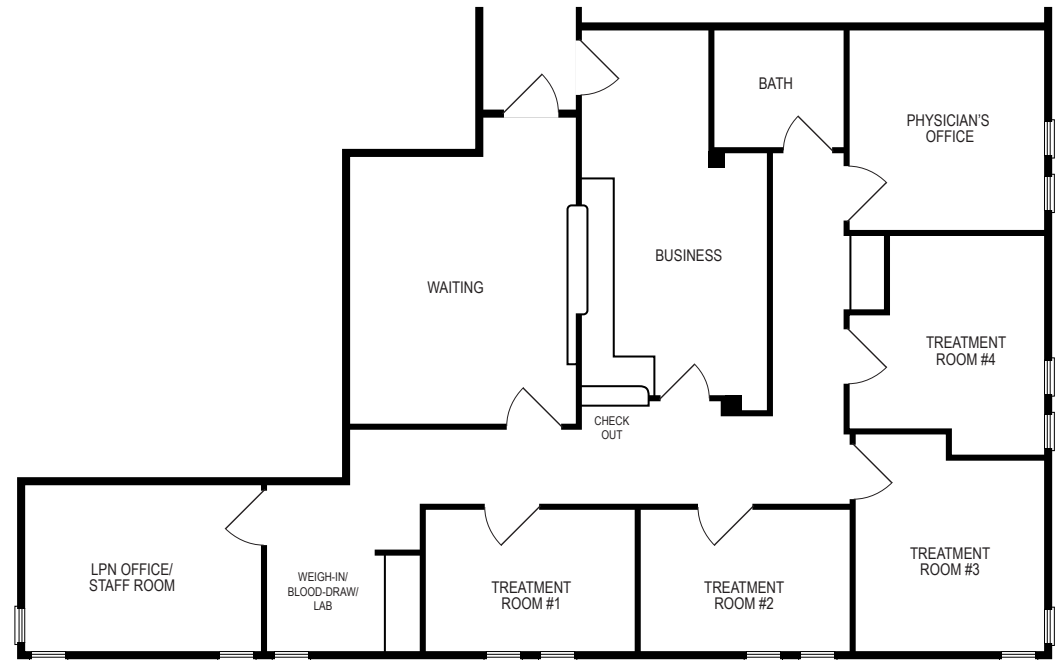 BATH
PHYSICIAN'S
OFFICE
BUSINESS
WAITING
TREATMENT
ROOM #4
CHECK
OUT
LPN OFFICE/
STAFF ROOM
WEIGH-IN/
BLOOD-DRAW/
LAB
TREATMENT
ROOM #1
TREATMENT
ROOM #2
TREATMENT
ROOM #3